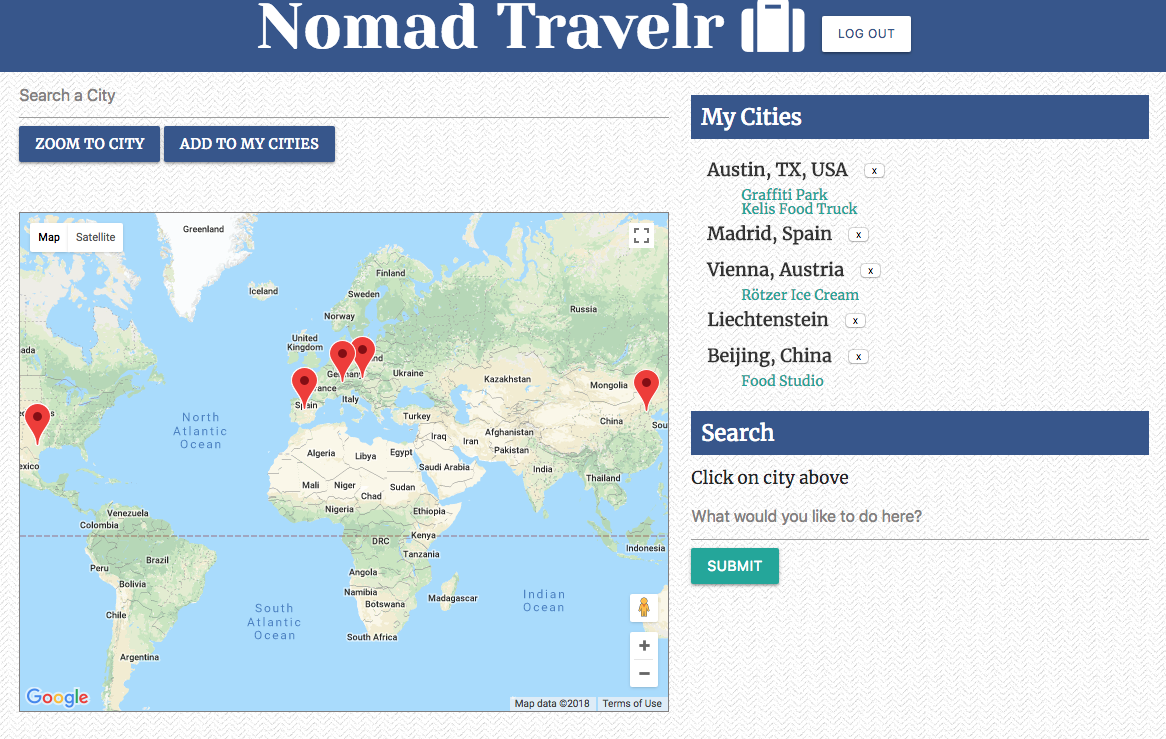 Nomad Travelr
LOG OUT
Search a City
ZOOM TO CITY
ADD TO MY CITIES
Map
Satellite
Greenland
Iceland
Finland
Sweden
Norway
Russia
United
Kingdom
ada
nd
Germany
Ukraine
Kazakhstan
Mongolia
ance
Italy
Spain
Turkey
China
Sou
North
Atlantic
Ocean
Iraq
Iran
Afghanistan
Pakistan
exico
Algeria
Libya
Egypt
Saudi Arabia
India
Thailand
Mali
Niger
Chad
Sudan
Nigeria
Ethiopia
Venezuela
Colombia
DRC
Kenya
Tanzania
Indonesia
Peru
Brazil
Bolivia
Angola
Namibia
Botswana
Madagascar
Indian
Ocean
South
Atlantic
Ocean
Chile
South Africa
Argentina
Google
Map data ©2018
Terms of Use
My Cities
Austin, TX, USA x
Graffiti Park
Kelis Food Truck
Madrid, Spain x
Vienna, Austria x
Rötzer Ice Cream
Liechtenstein x
Beijing, China x
Food Studio
Search
Click on city above
What would you like to do here?
SUBMIT